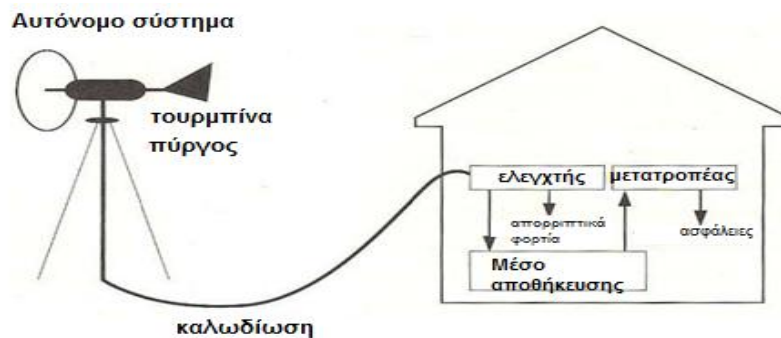 Αυτόνομο σύστημα
τουρμπίνα
πύργος
ελεγχτής
μετατροπέας
απορριπτικά
φορτία
ασφάλειες
Μέσο
αποθήκευσης
καλωδίωση